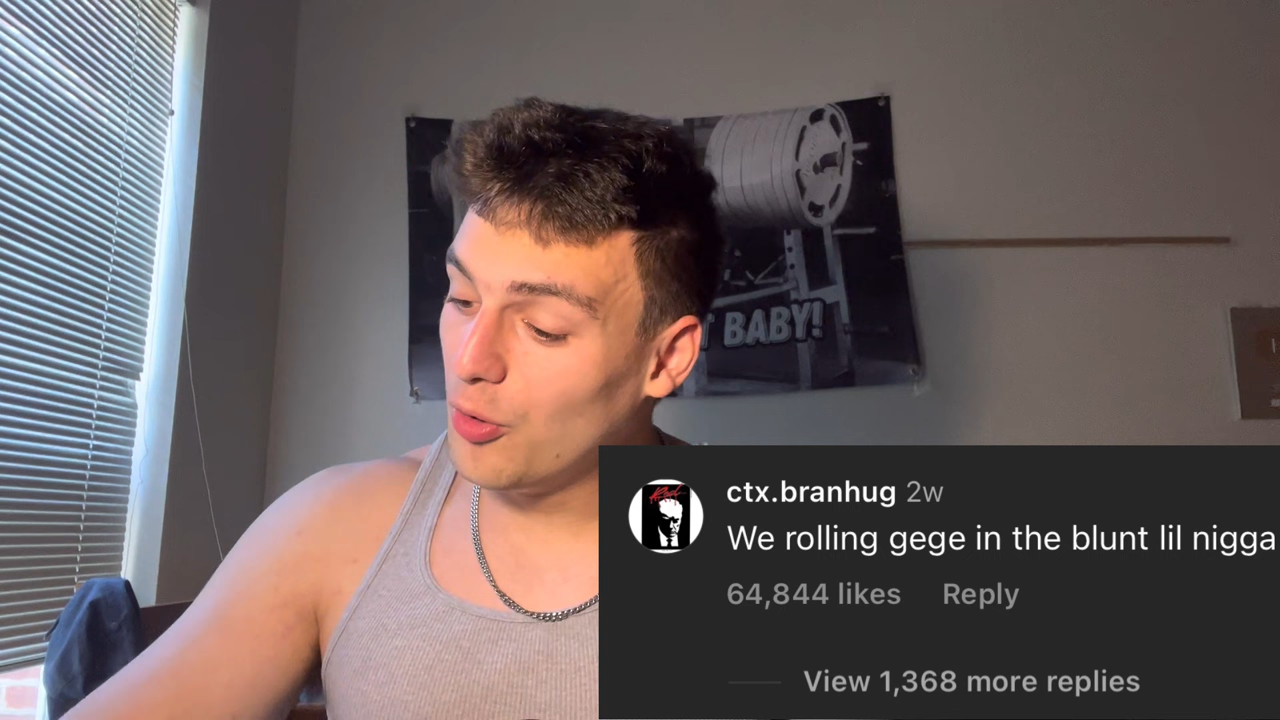 T BABY!
ctx.branhug 2w
We rolling gege in the blunt lil nigga
64,844 likes Reply
View 1,368 more replies